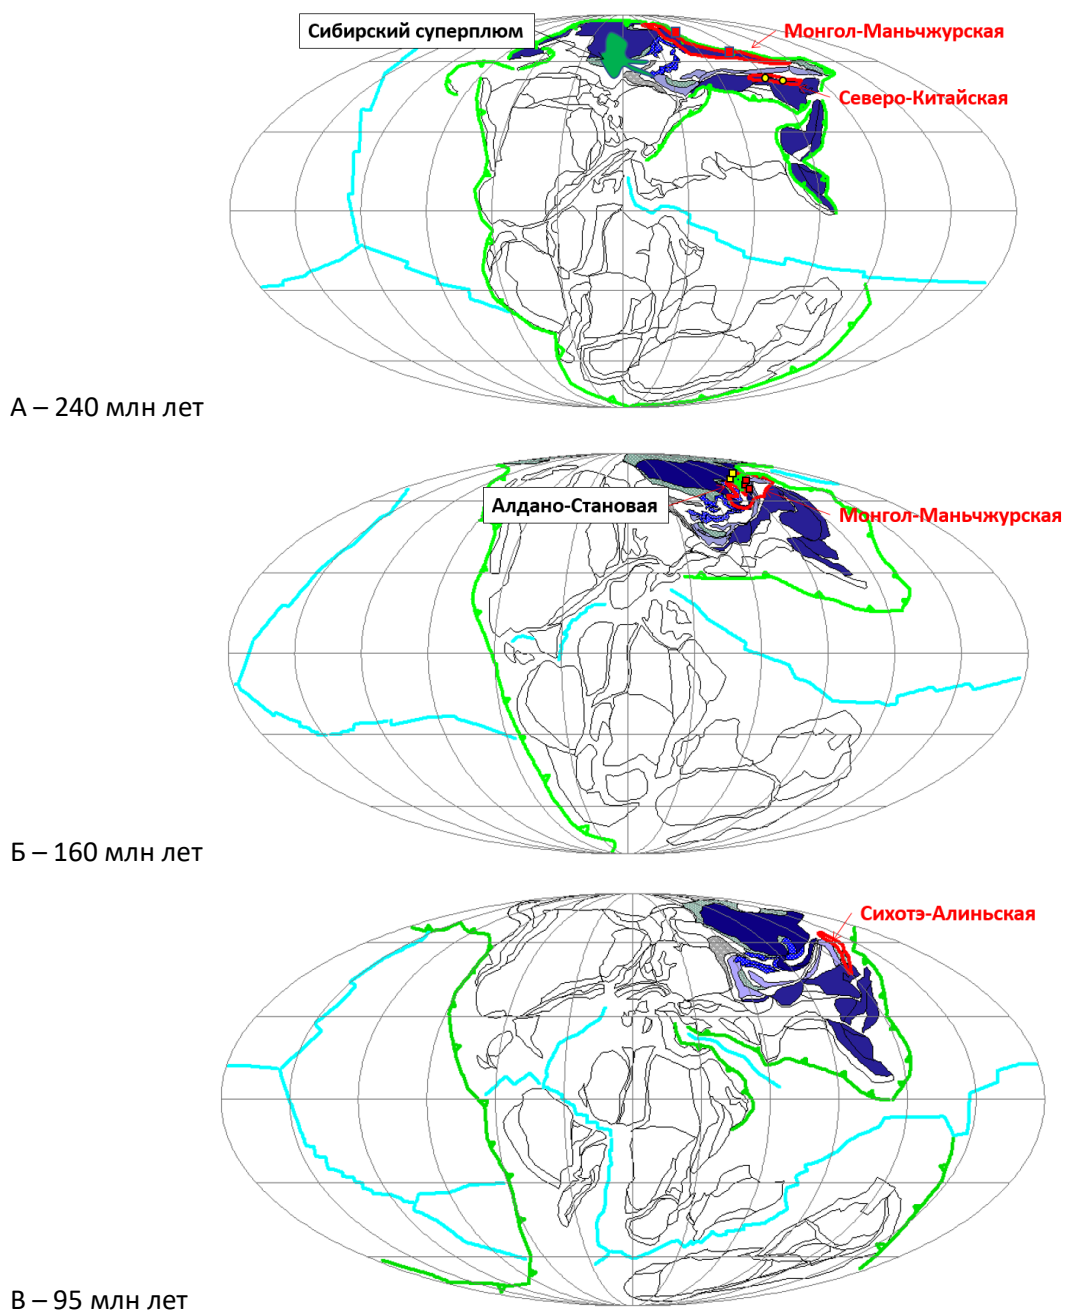 Сибирский суперплюм
Монгол-Маньчжурская
Северо-Китайская
А – 240 млн лет
Алдано-Становая
Монгол-Маньчжурская
Б – 160 млн лет
Сихотэ-Алиньская
В – 95 млн лет